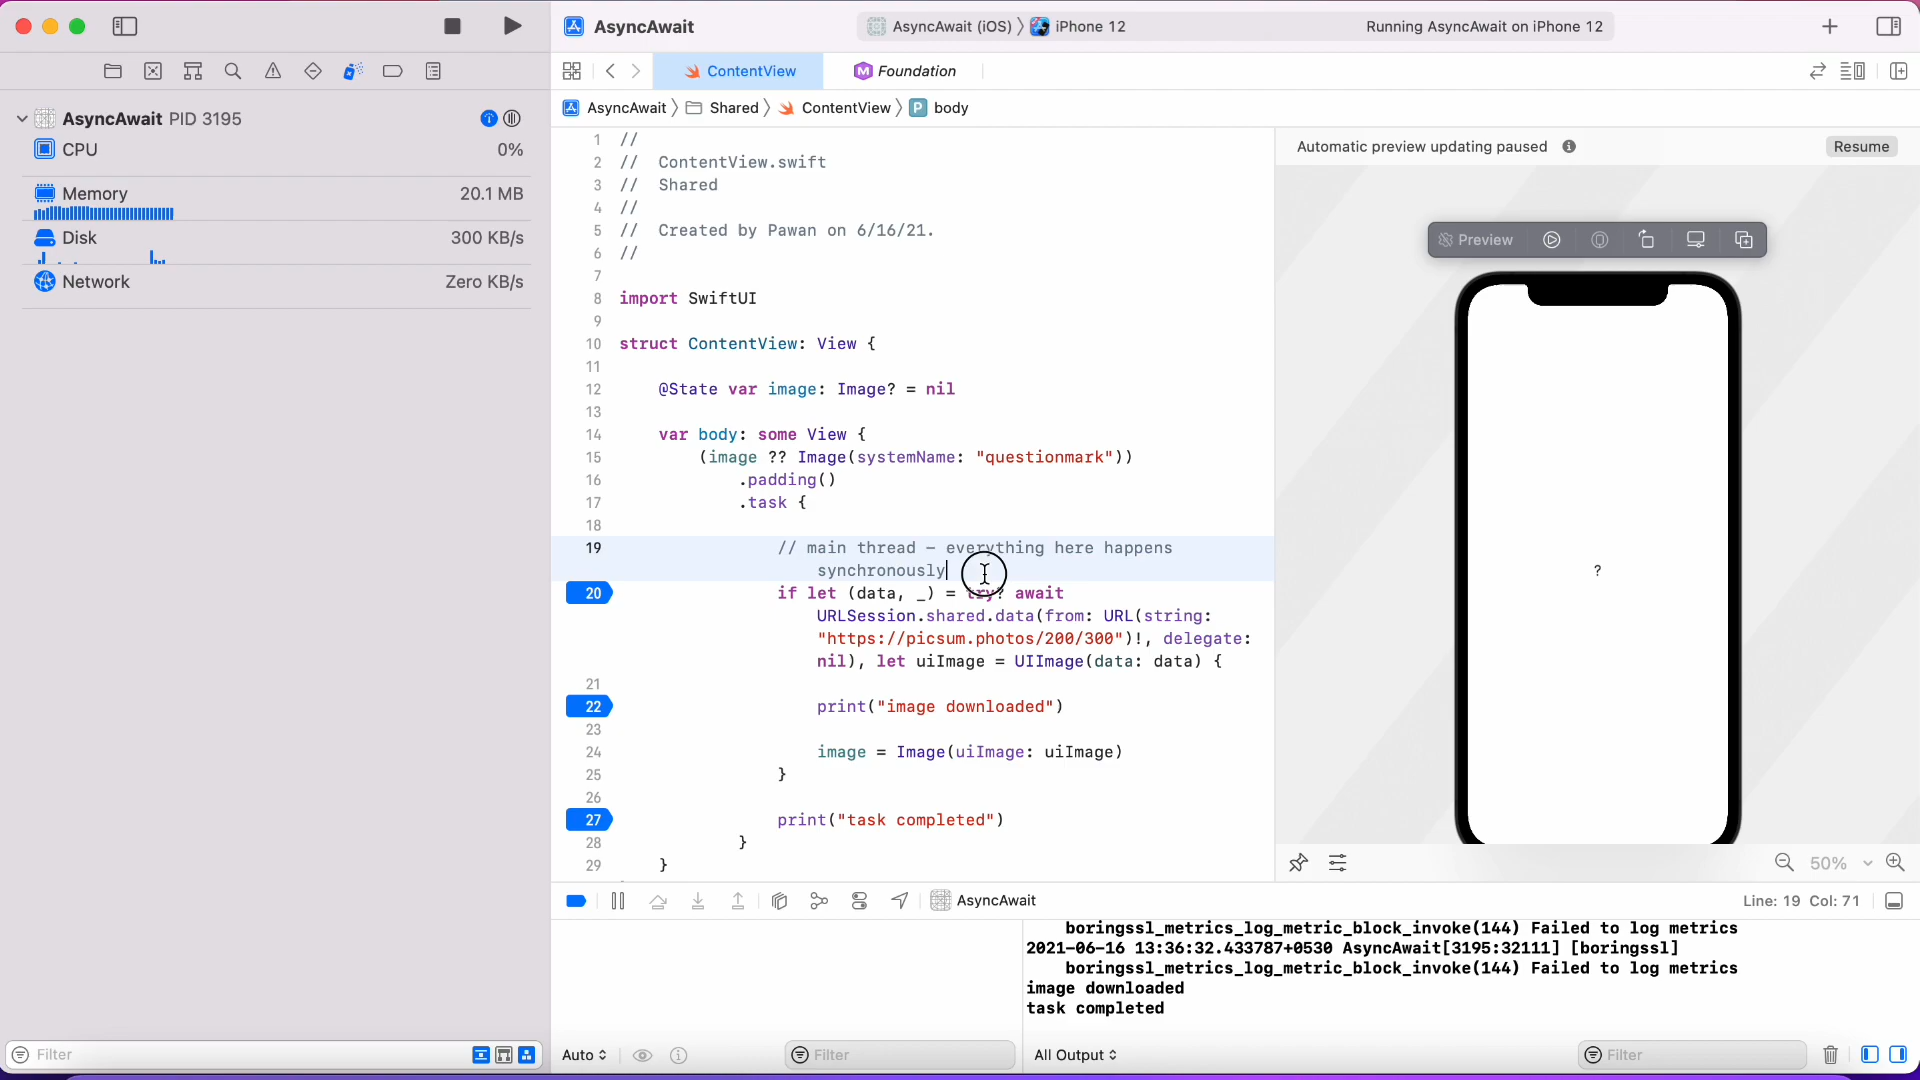 AsyncAwait
AsyncAwait (iOS) 〉 iPhone 12
Running AsyncAwait on iPhone 12
ContentView
Foundation
AsyncAwait 〉 Shared 〉 ContentView 〉 P body
AsyncAwait PID 3195
CPU 0%
Memory 20.1 MB
Disk 300 KB/s
Network Zero KB/s
1 //
2 //  ContentView.swift
3 //  Shared
4 //
5 //  Created by Pawan on 6/16/21.
6 //
7
8 import SwiftUI
9
10 struct ContentView: View {
11
12     @State var image: Image? = nil
13
14     var body: some View {
15         (image ?? Image(systemName: "questionmark"))
16             .padding()
17             .task {
18
19                 // main thread – everything here happens
synchronously
20                 if let (data, _) = try? await
URLSession.shared.data(from: URL(string:
"https://picsum.photos/200/300")!, delegate:
nil), let uiImage = UIImage(data: data) {
21
22                     print("image downloaded")
23
24                     image = Image(uiImage: uiImage)
25                 }
26
27                 print("task completed")
28             }
29     }
Automatic preview updating paused
Resume
Preview
?
50%
AsyncAwait
Line: 19 Col: 71
boringssl_metrics_log_metric_block_invoke(144) Failed to log metrics
2021-06-16 13:36:32.433787+0530 AsyncAwait[3195:32111] [boringssl]
boringssl_metrics_log_metric_block_invoke(144) Failed to log metrics
image downloaded
task completed
Filter
Auto
Filter
All Output
Filter